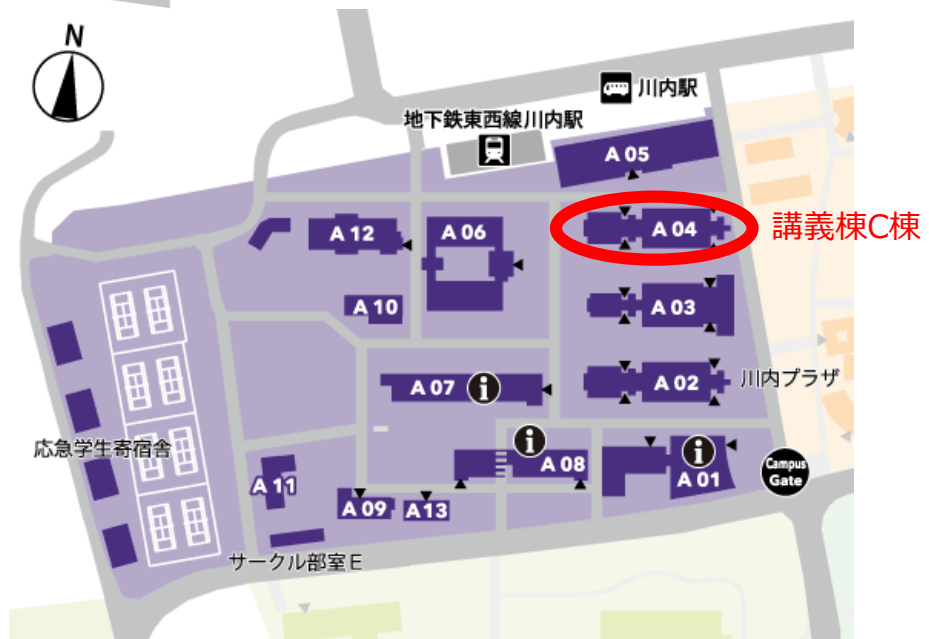 N
川内駅
地下鉄東西線川内駅
A 05
A 12
A 06
A 04
講義棟C棟
A 10
A 03
A 07
i
A 02
川内プラザ
応急学生寄宿舎
i
A 08
i
A 01
Campus
Gate
A 11
A 09
A 13
サークル部室E